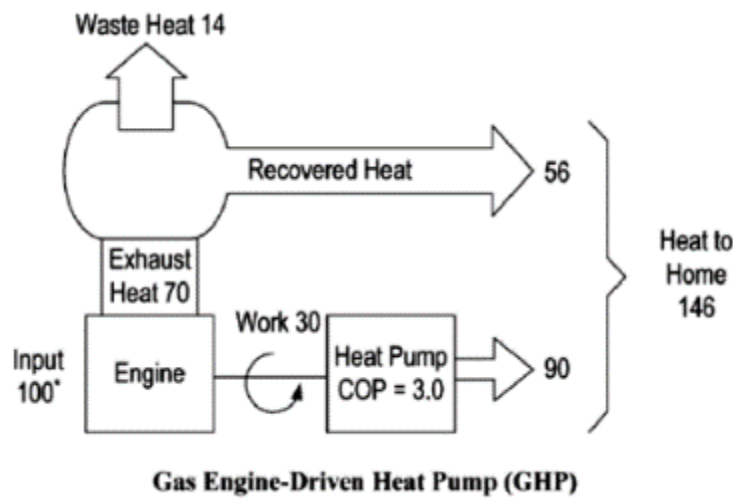 Waste Heat 14
Recovered Heat
56
Exhaust
Heat 70
Heat to
Home
146
Work 30
Input
100*
Engine
Heat Pump
COP = 3.0
90
Gas Engine-Driven Heat Pump (GHP)